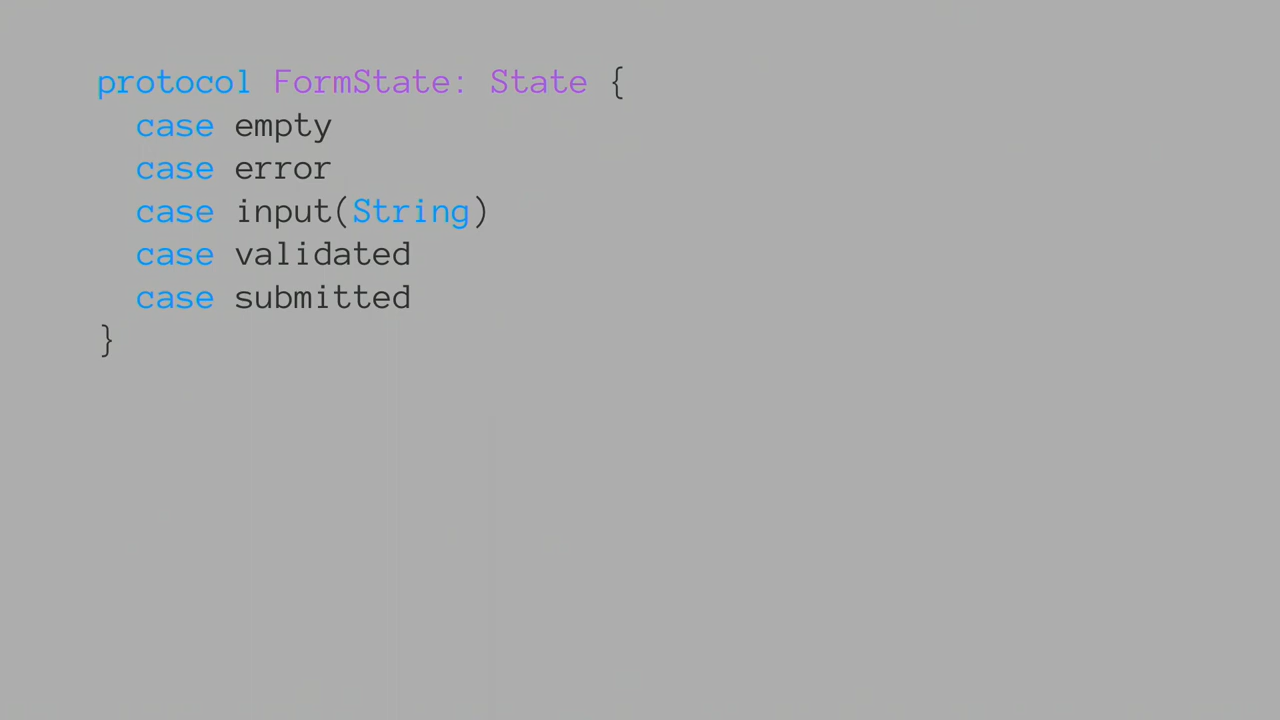 protocol FormState: State {
case empty
case error
case input(String)
case validated
case submitted
}